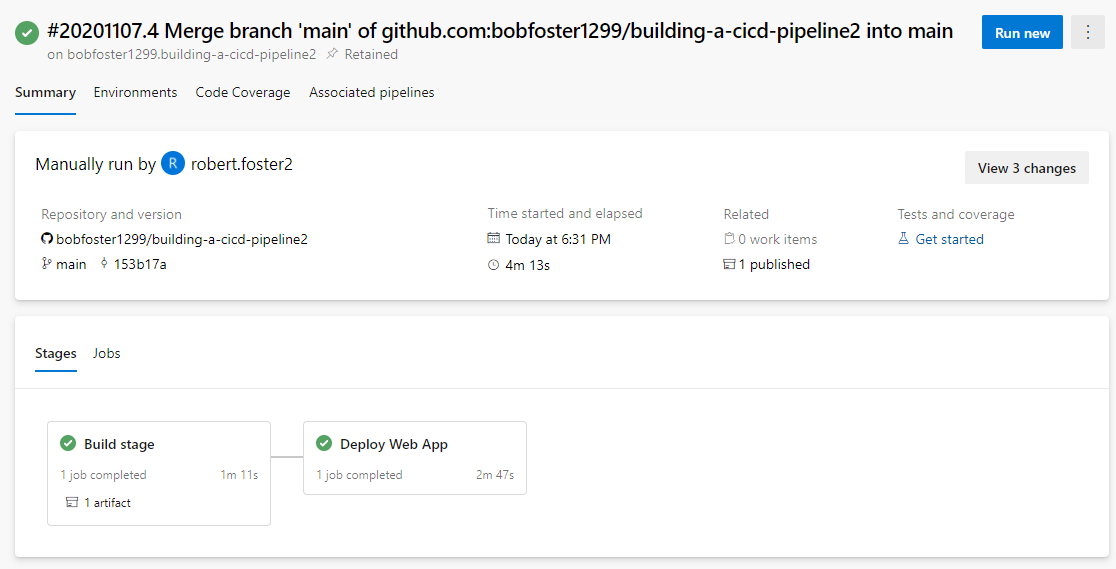 #20201107.4 Merge branch 'main' of github.com:bobfoster1299/building-a-cicd-pipeline2 into main
Run new
on bobfoster1299.building-a-cicd-pipeline2 Retained
Summary Environments Code Coverage Associated pipelines
Manually run by R robert.foster2
View 3 changes
Repository and version
bobfoster1299/building-a-cicd-pipeline2
main 153b17a
Time started and elapsed
Today at 6:31 PM
4m 13s
Related
0 work items
1 published
Tests and coverage
Get started
Stages Jobs
Build stage
1 job completed 1m 11s
1 artifact
Deploy Web App
1 job completed 2m 47s